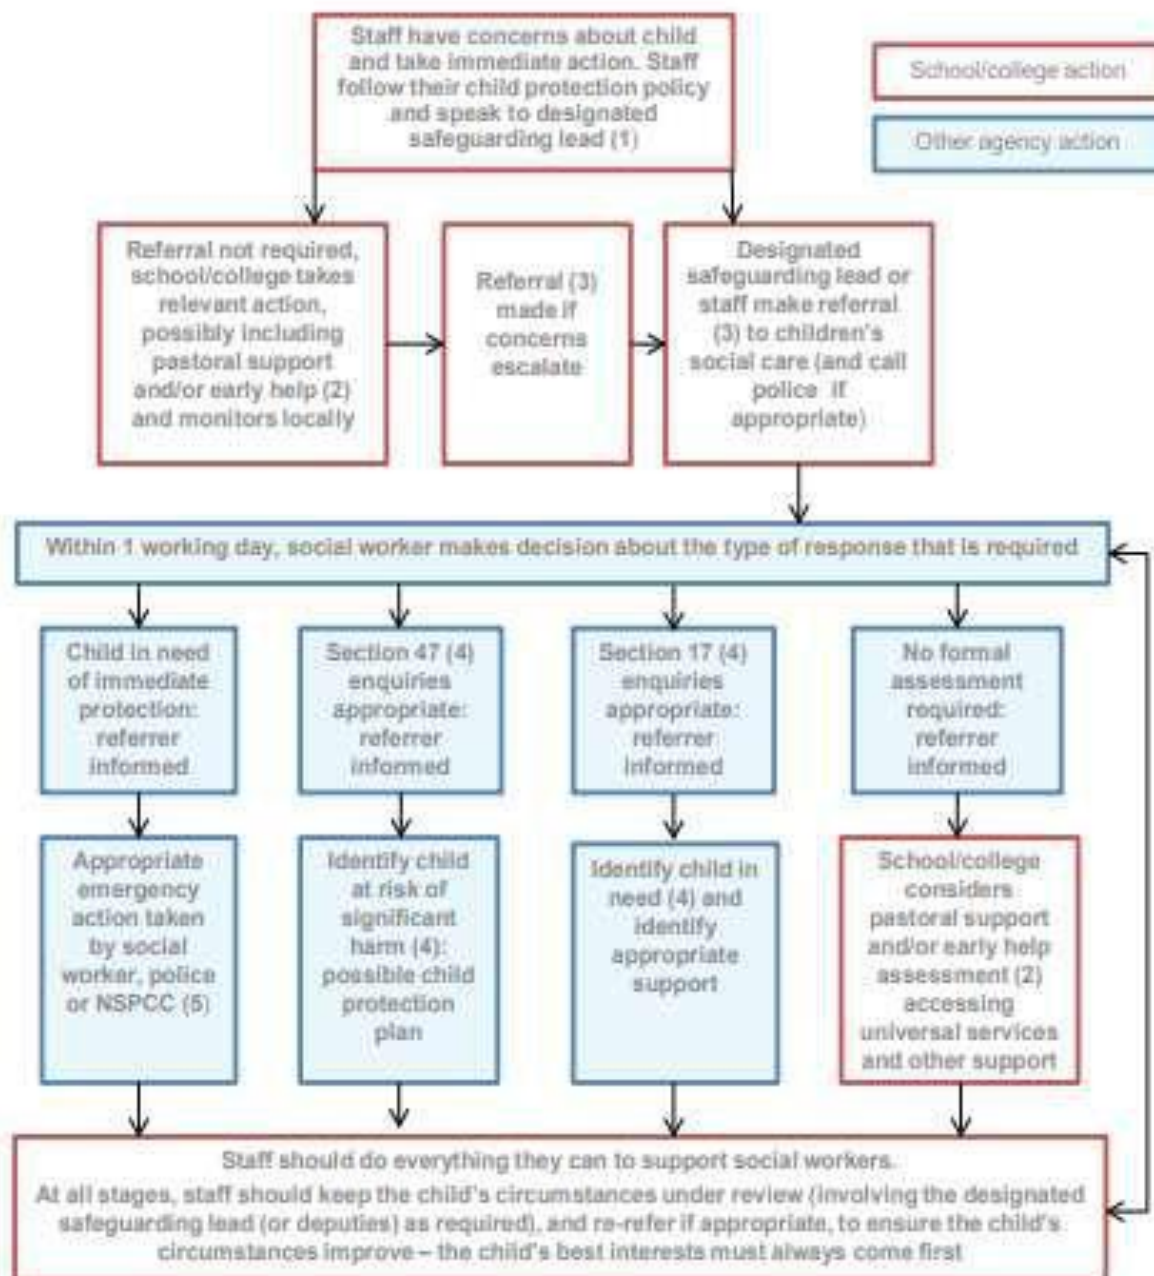 Staff have concerns about child
and take immediate action. Staff
follow their child protection policy
and speak to designated
safeguarding lead (1)
School/college action
Other agency action
Referral not required,
school/college takes
relevant action,
possibly including
pastoral support
and/or early help (2)
and monitors locally
Referral (3)
made if
concerns
escalate
Designated
safeguarding lead or
staff make referral
(3) to children's
social care (and call
police if
appropriate)
Within 1 working day, social worker makes decision about the type of response that is required
Child in need
of immediate
protection:
referrer
informed
Section 47 (4)
enquiries
appropriate:
referrer
informed
Section 17 (4)
enquiries
appropriate:
referrer
informed
No formal
assessment
required:
referrer
informed
Appropriate
emergency
action taken
by social
worker, police
or NSPCC (5)
Identify child
at risk of
significant
harm (4):
possible child
protection
plan
Identify child in
need (4) and
identify
appropriate
support
School/college
considers
pastoral support
and/or early help
assessment (2)
accessing
universal services
and other support
Staff should do everything they can to support social workers.
At all stages, staff should keep the child's circumstances under review (involving the designated
safeguarding lead (or deputies) as required), and re-refer if appropriate, to ensure the child's
circumstances improve – the child's best interests must always come first